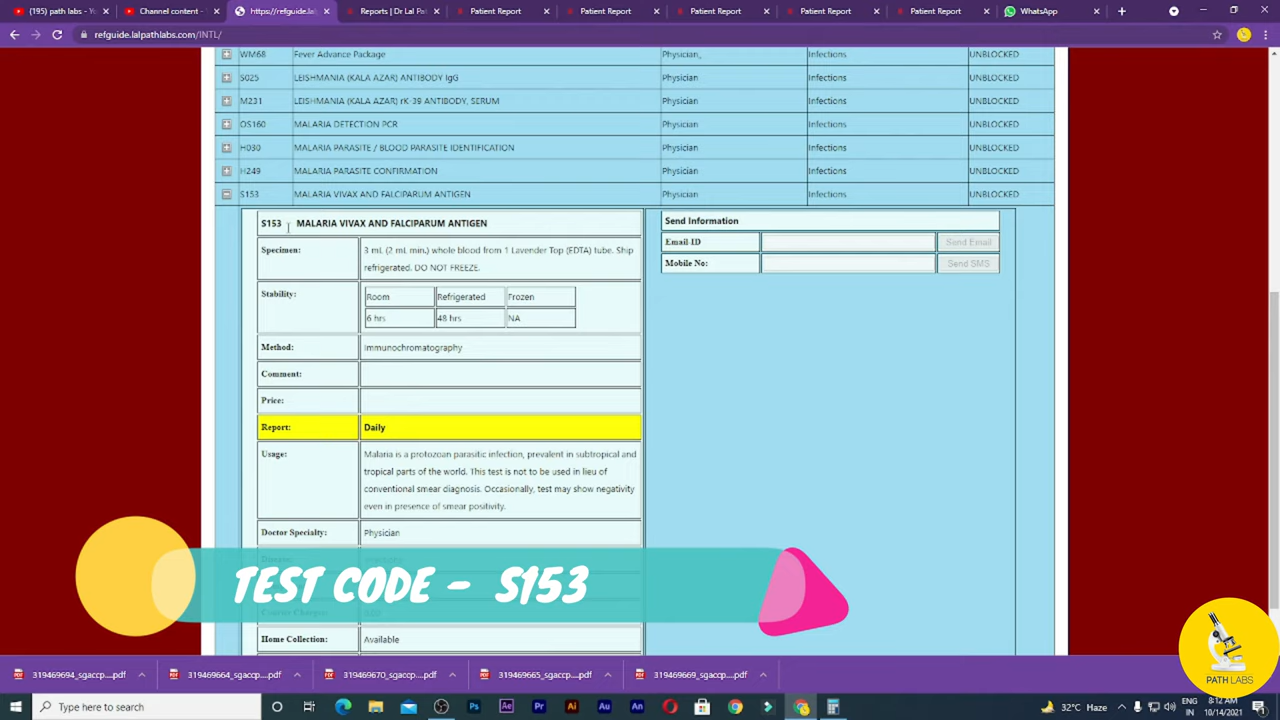 (195) path labs - Yo
Channel content - Yo
https://refguide.lal
Reports | Dr Lal Pat
Patient Report
Patient Report
Patient Report
Patient Report
Patient Report
WhatsApp
refguide.lalpathlabs.com/INTL/
WM68 Fever Advance Package Physician, Infections UNBLOCKED
S025 LEISHMANIA (KALA AZAR) ANTIBODY IgG Physician Infections UNBLOCKED
M231 LEISHMANIA (KALA AZAR) rK-39 ANTIBODY, SERUM Physician Infections UNBLOCKED
OS160 MALARIA DETECTION PCR Physician Infections UNBLOCKED
H030 MALARIA PARASITE / BLOOD PARASITE IDENTIFICATION Physician Infections UNBLOCKED
H249 MALARIA PARASITE CONFIRMATION Physician Infections UNBLOCKED
S153 MALARIA VIVAX AND FALCIPARUM ANTIGEN Physician Infections UNBLOCKED
S153 MALARIA VIVAX AND FALCIPARUM ANTIGEN
Specimen: 3 mL (2 mL min.) whole blood from 1 Lavender Top (EDTA) tube. Ship
refrigerated. DO NOT FREEZE.
Stability: Room Refrigerated Frozen
6 hrs 48 hrs NA
Method: Immunochromatography
Comment:
Price:
Report: Daily
Usage: Malaria is a protozoan parasitic infection, prevalent in subtropical and
tropical parts of the world. This test is not to be used in lieu of
conventional smear diagnosis. Occasionally, test may show negativity
even in presence of smear positivity.
Doctor Specialty: Physician
Home Collection: Available
Send Information
Email-ID Send Email
Mobile No: Send SMS
TEST CODE - S153
PATH LABS
319469694_sgaccp....pdf
319469664_sgaccp....pdf
319469670_sgaccp....pdf
319469669_sgaccp....pdf
Type here to search
32°C Haze
ENG
IN
8:12 AM
10/14/2021